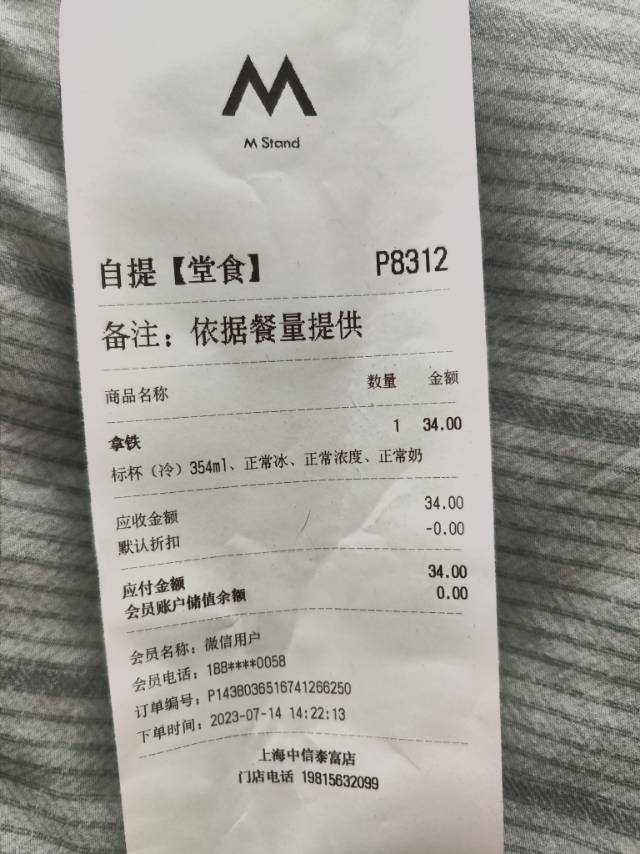 M
M Stand
自提【堂食】 P8312
备注：依据餐量提供
商品名称 数量 金额
拿铁 1 34.00
标杯（冷）354ml、正常冰、正常浓度、正常奶
应收金额 34.00
默认折扣 -0.00
应付金额 34.00
会员账户储值余额 0.00
会员名称：微信用户
会员电话：188****0058
订单编号：P1438036516741266250
下单时间：2023-07-14 14:22:13
上海中信泰富店
门店电话 19815632099